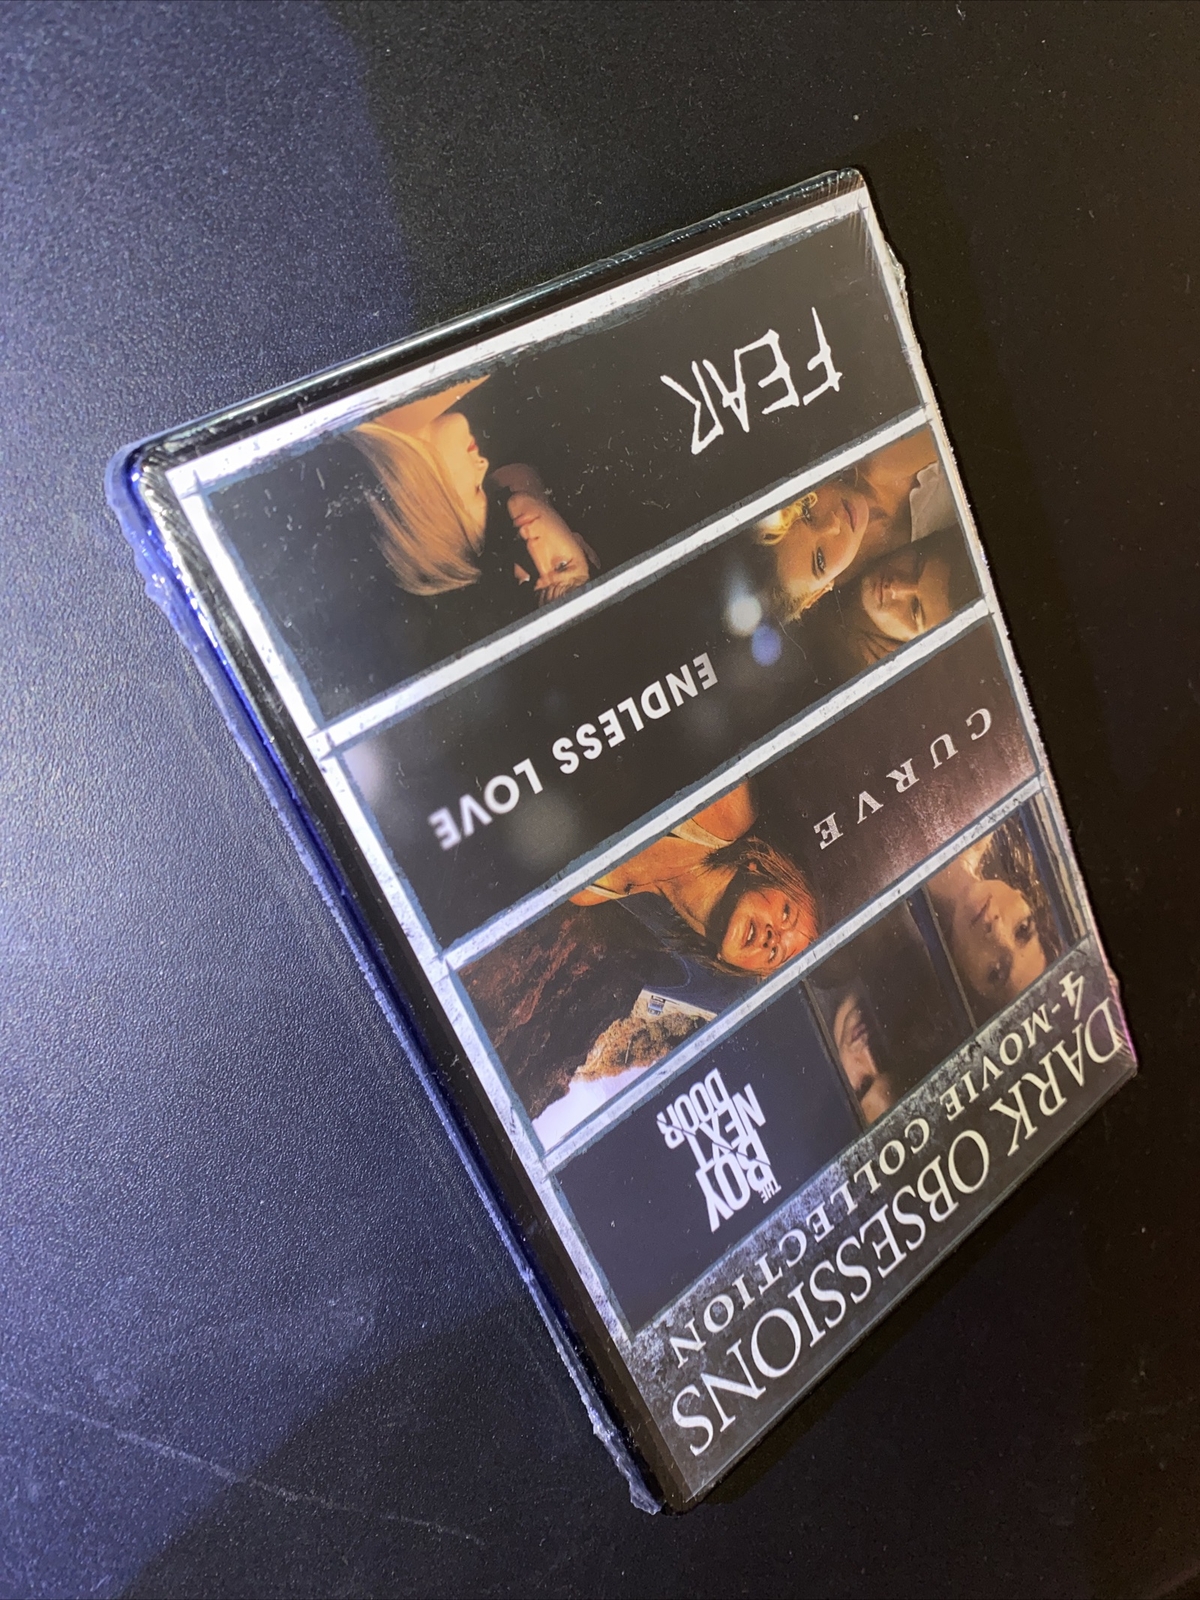 DARK OBSESSIONS
4-MOVIE COLLECTION
THE
BOY
NEXT
DOOR
CURVE
ENDLESS LOVE
FEAR